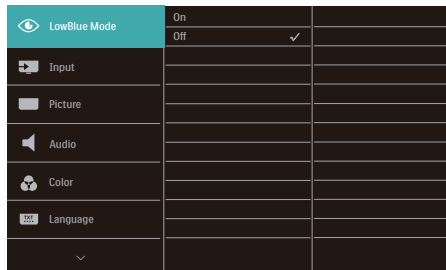 LowBlue Mode
On
Off
Input
Picture
Audio
Color
TXT
Language